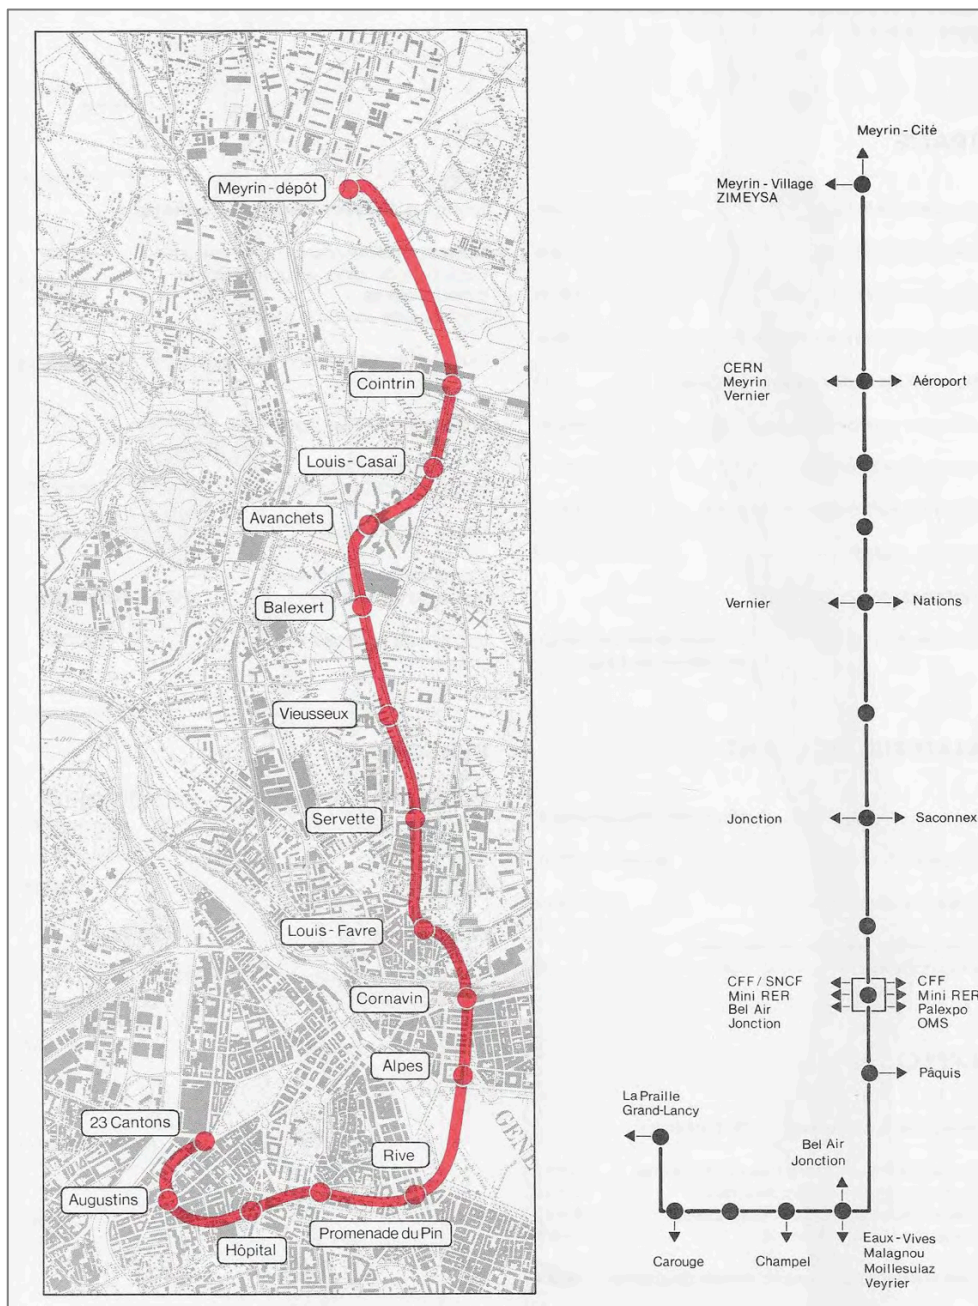 Meyrin-dépôt
Cointrin
Louis-Casaï
Avanchets
Balexert
Vieusseux
Servette
Louis-Favre
Cornavin
Alpes
23 Cantons
Rive
Augustins
Promenade du Pin
Hôpital
VERNIER
GENÈ
Meyrin-Cité
Meyrin-Village
ZIMEYSA
CERN
Meyrin
Vernier
Aéroport
Vernier
Nations
Jonction
Saconnex
CFF/SNCF
Mini RER
Bel Air
Jonction
CFF
Mini RER
Palexpo
OMS
Pâquis
La Praille
Grand-Lancy
Bel Air
Jonction
Carouge
Champel
Eaux-Vives
Malagnou
Moillesulaz
Veyrier